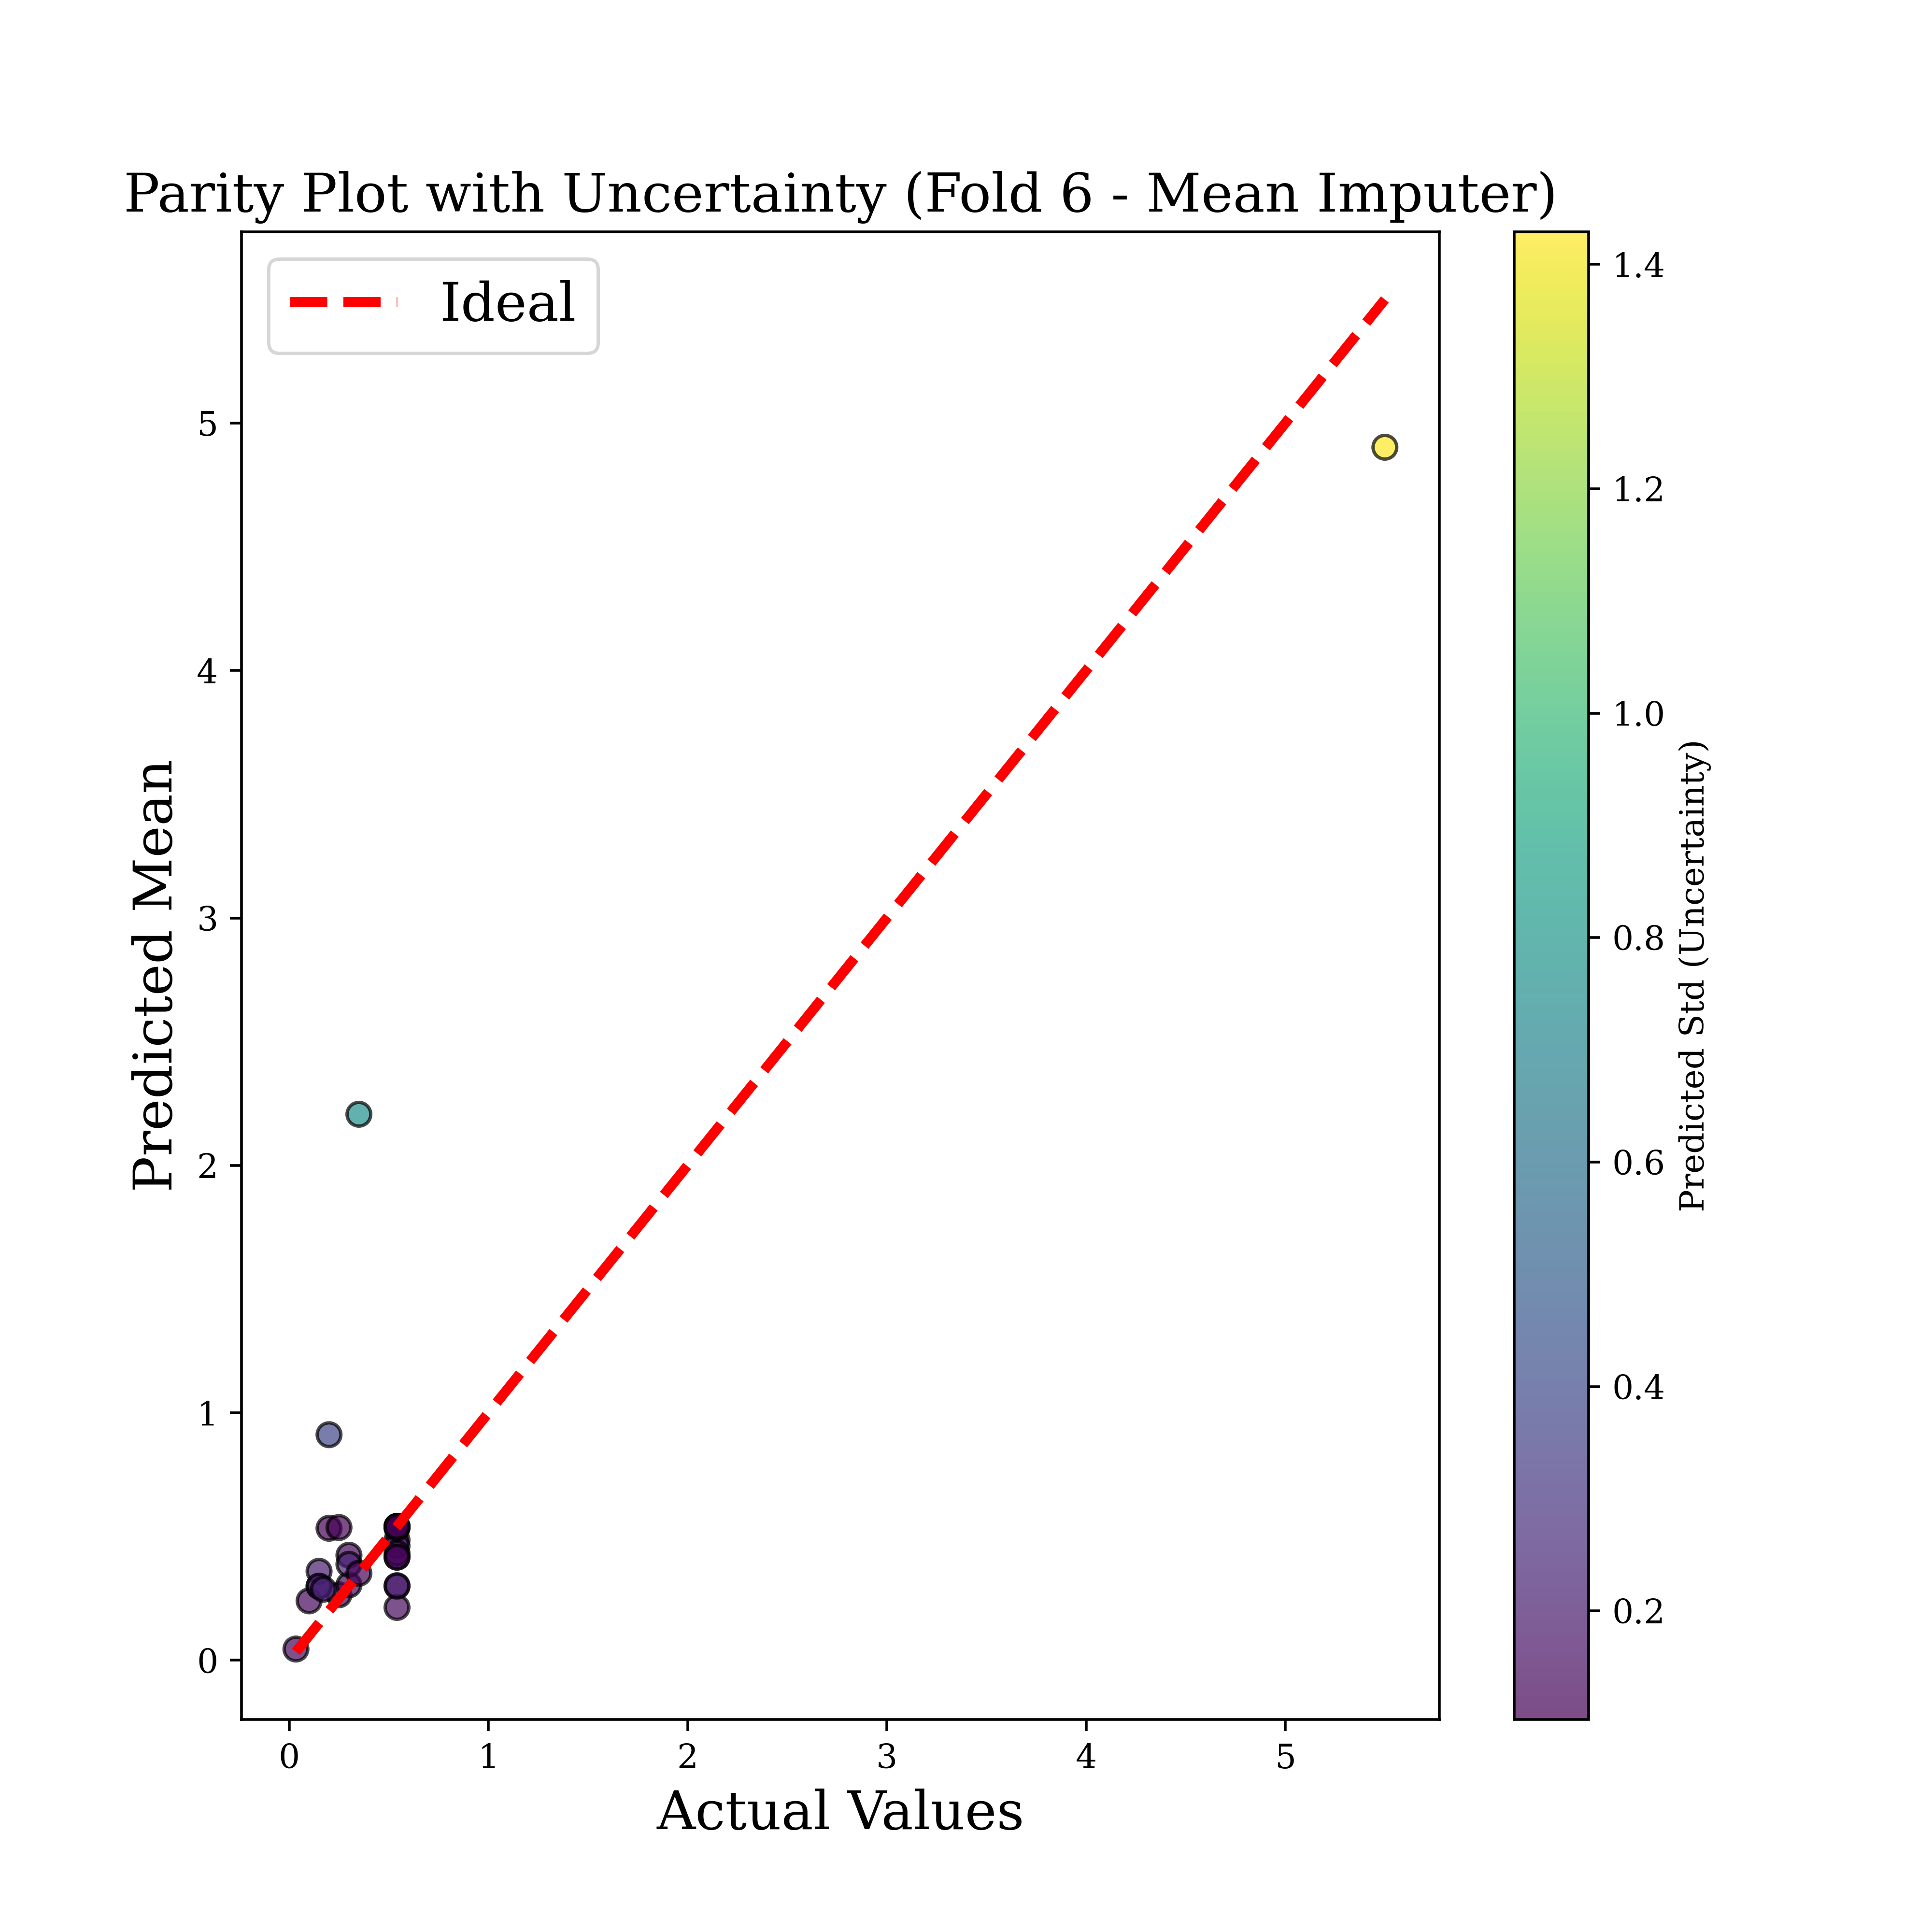 Parity Plot with Uncertainty (Fold 6 - Mean Imputer)
Ideal
Predicted Mean
5
4
3
2
1
0
0 1 2 3 4 5
Actual Values
1.4
1.2
1.0
0.8
0.6
0.4
0.2
Predicted Std (Uncertainty)